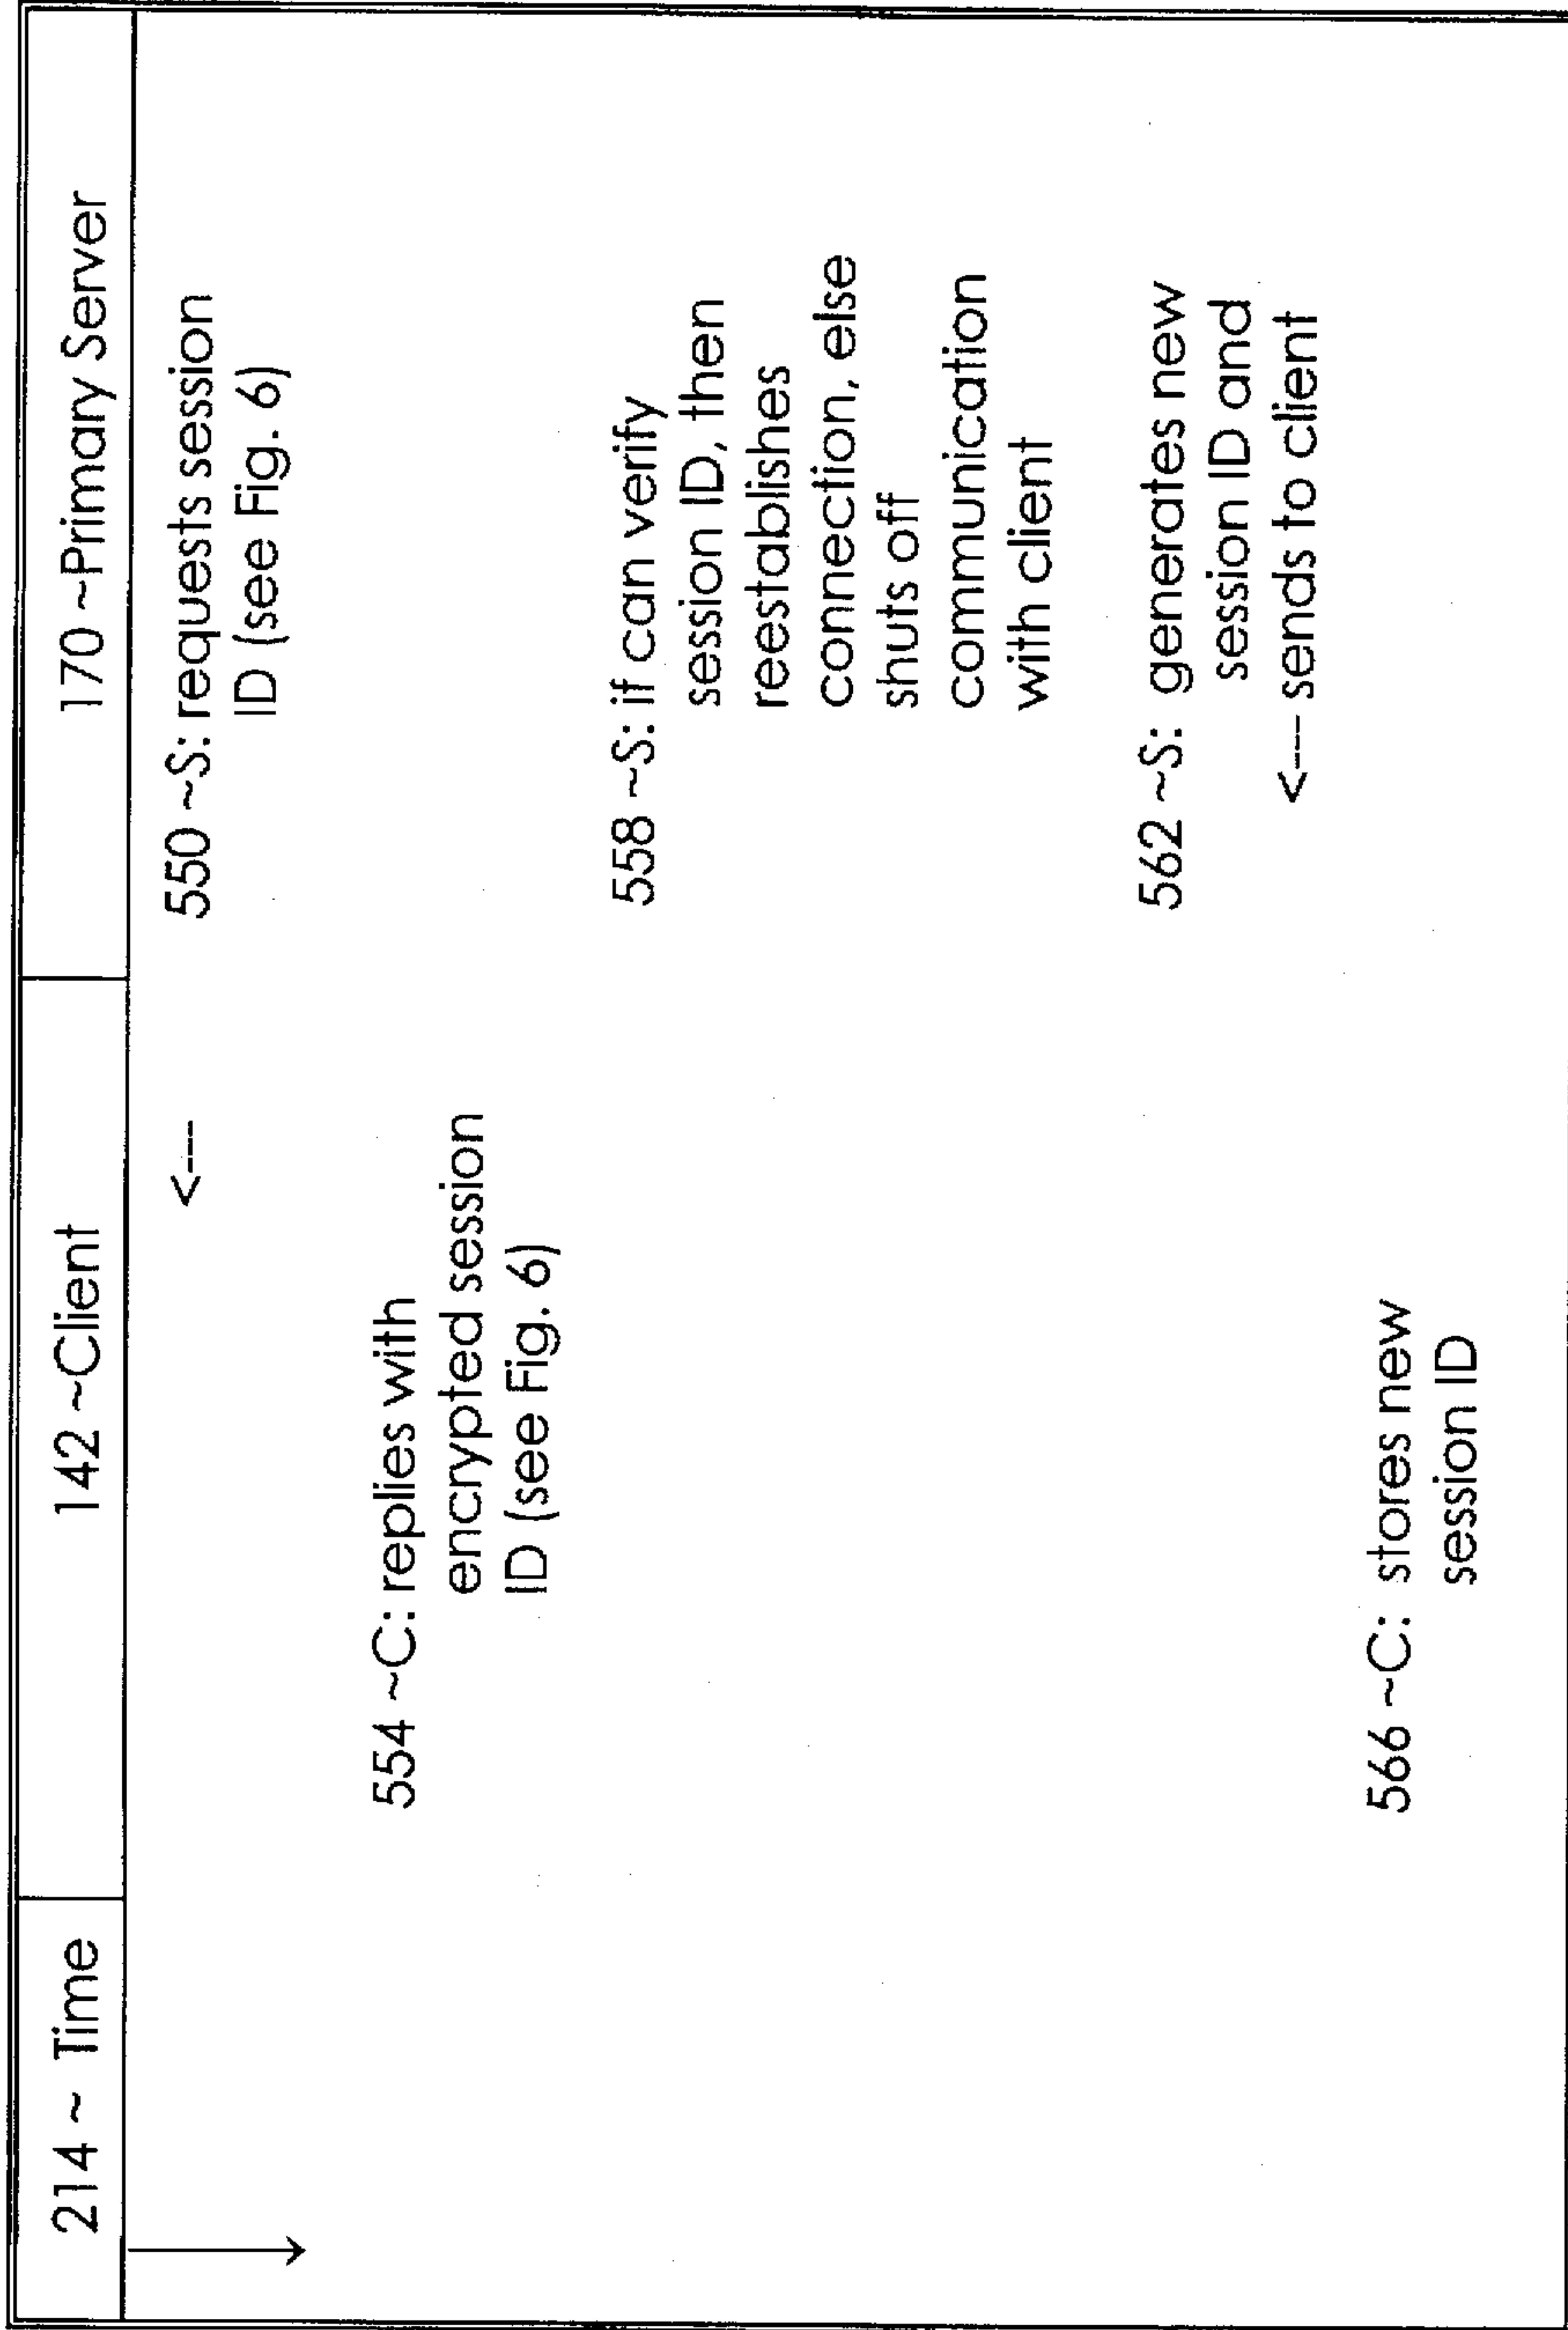 214 ~ Time
142 ~Client
170 ~Primary Server
<--- 550 ~S: requests session
ID (see Fig. 6)
554 ~C: replies with
encrypted session
ID (see Fig. 6)
558 ~S: if can verify
session ID, then
reestablishes
connection, else
shuts off
communication
with client
562 ~S: generates new
session ID and
<--- sends to client
566 ~C: stores new
session ID